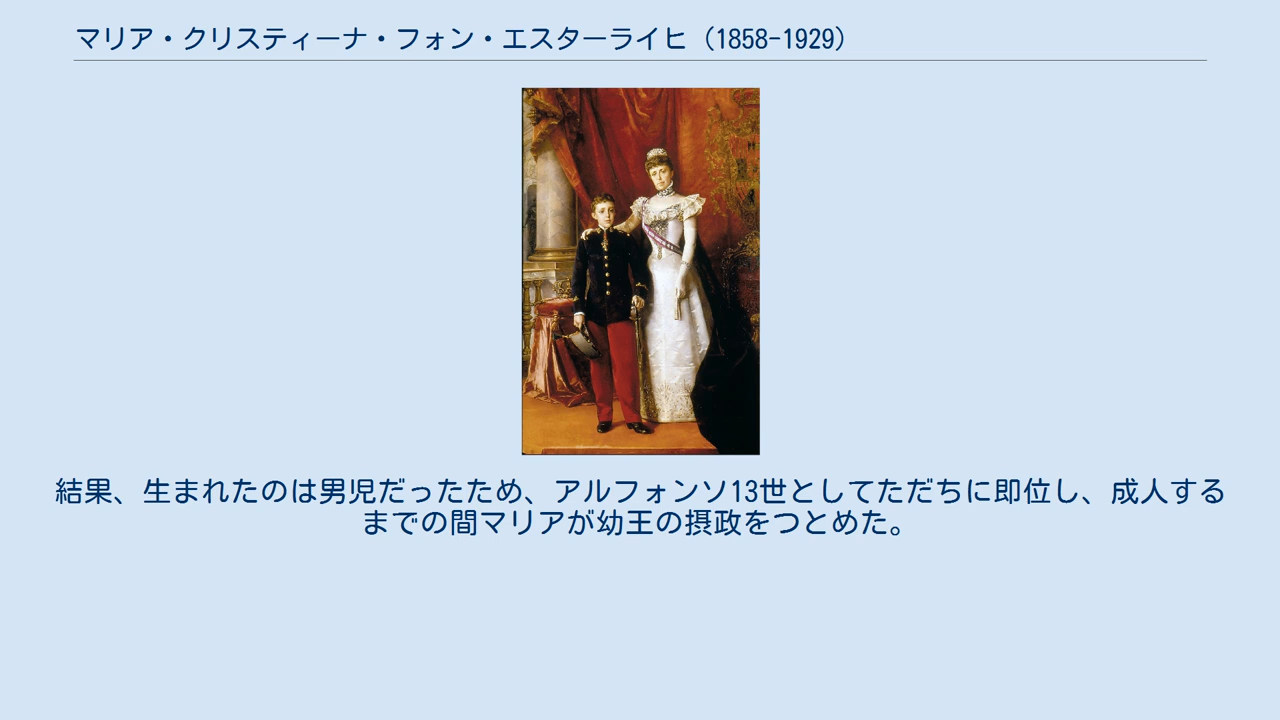 マリア・クリスティーナ・フォン・エスターライヒ（1858-1929）
結果、生まれたのは男児だったため、アルフォンソ13世としてただちに即位し、成人する
までの間マリアが幼王の摂政をつとめた。